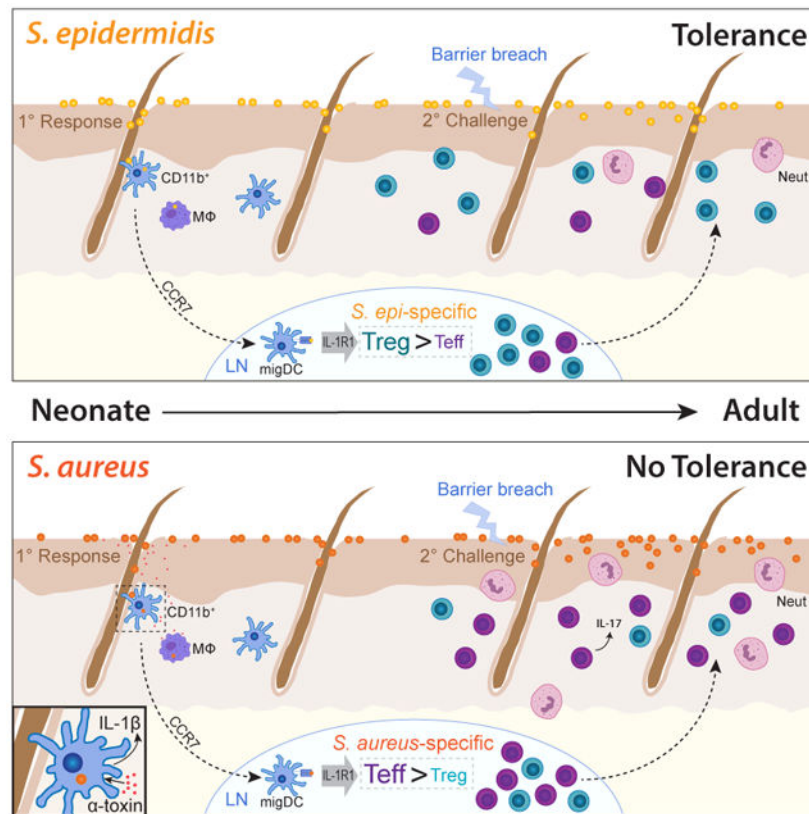 S. epidermidis
Tolerance
Barrier breach
1° Response
2° Challenge
CD11b⁺
MΦ
Neut
CCR7
S. epi-specific
IL-1R1
Treg > Teff
LN
migDC
Neonate
Adult
S. aureus
No Tolerance
Barrier breach
1° Response
2° Challenge
CD11b⁺
MΦ
IL-17
Neut
CCR7
IL-1β
α-toxin
S. aureus-specific
IL-1R1
Teff > Treg
LN
migDC